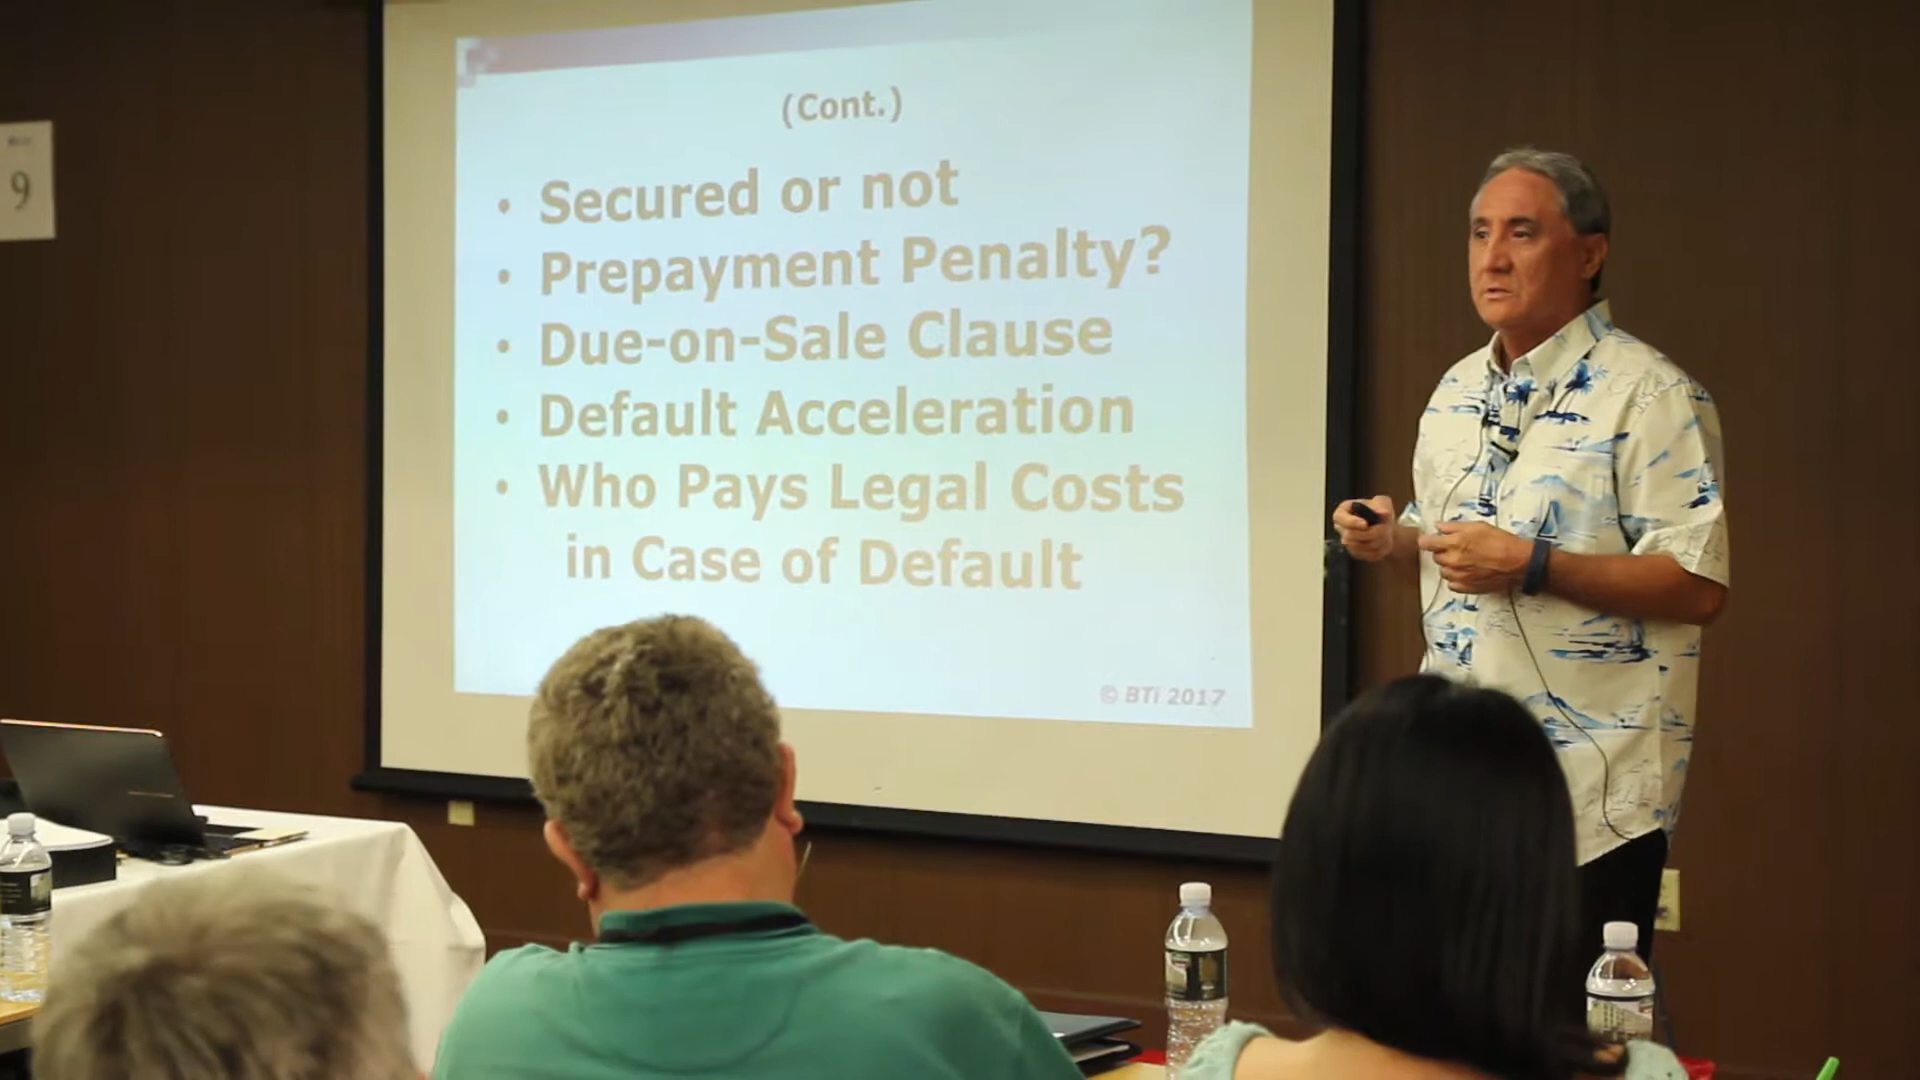 9
(Cont.)
• Secured or not
• Prepayment Penalty?
• Due-on-Sale Clause
• Default Acceleration
• Who Pays Legal Costs
in Case of Default
© BTi 2017